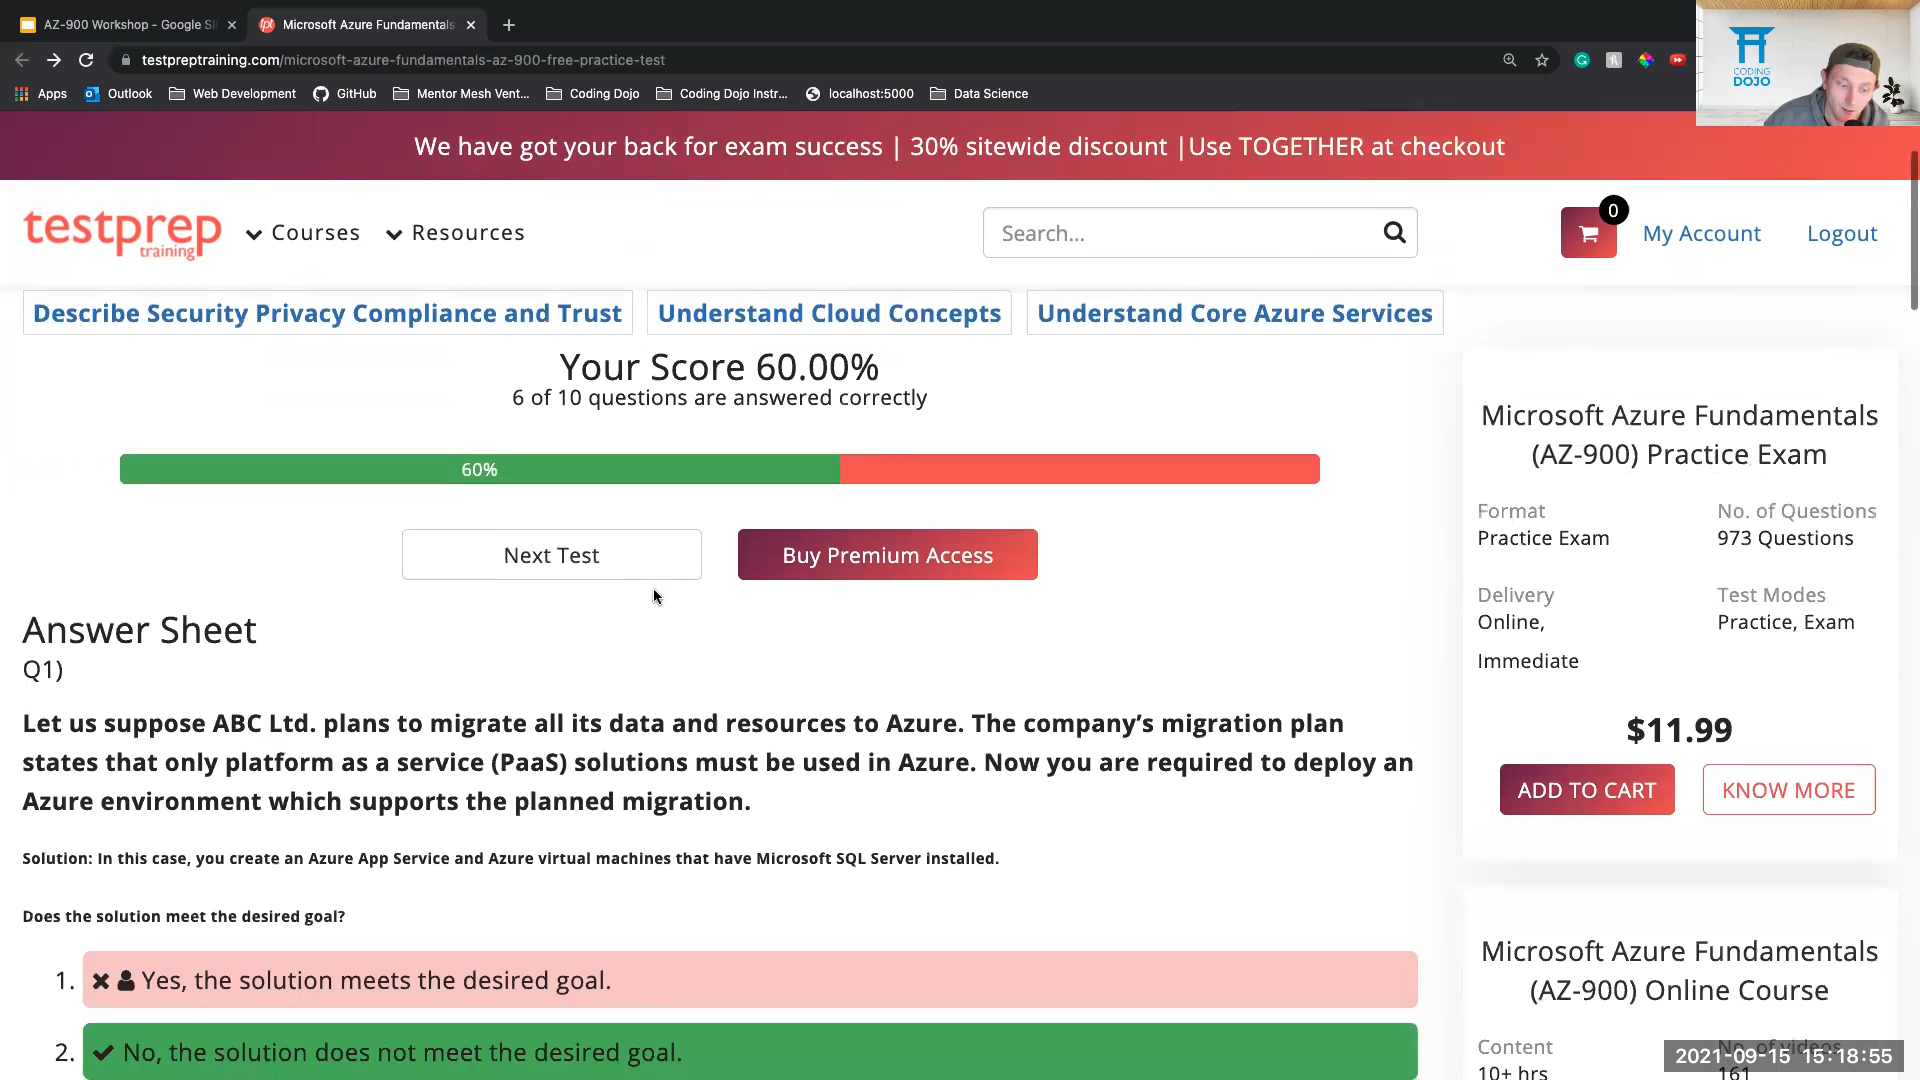 AZ-900 Workshop - Google Sl
Microsoft Azure Fundamentals
testpreptraining.com/microsoft-azure-fundamentals-az-900-free-practice-test
Apps
Outlook
Web Development
GitHub
Mentor Mesh Vent...
Coding Dojo
Coding Dojo Instr...
localhost:5000
Data Science
CODING
DOJO
We have got your back for exam success | 30% sitewide discount |Use TOGETHER at checkout
testprep
training
Courses
Resources
Search...
0
My Account
Logout
Describe Security Privacy Compliance and Trust
Understand Cloud Concepts
Understand Core Azure Services
Your Score 60.00%
6 of 10 questions are answered correctly
60%
Next Test
Buy Premium Access
Answer Sheet
Q1)
Let us suppose ABC Ltd. plans to migrate all its data and resources to Azure. The company's migration plan
states that only platform as a service (PaaS) solutions must be used in Azure. Now you are required to deploy an
Azure environment which supports the planned migration.
Solution: In this case, you create an Azure App Service and Azure virtual machines that have Microsoft SQL Server installed.
Does the solution meet the desired goal?
1. Yes, the solution meets the desired goal.
2. No, the solution does not meet the desired goal.
Microsoft Azure Fundamentals
(AZ-900) Practice Exam
Format
Practice Exam
No. of Questions
973 Questions
Delivery
Online,
Immediate
Test Modes
Practice, Exam
$11.99
ADD TO CART
KNOW MORE
Microsoft Azure Fundamentals
(AZ-900) Online Course
Content
10+ hrs
No. of videos
161
2021-09-15 15:18:55